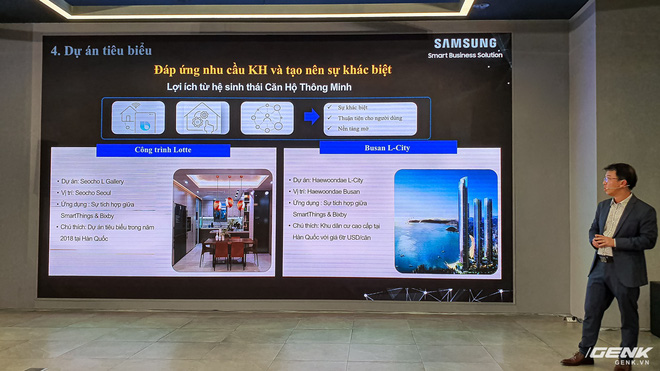 4. Dự án tiêu biểu
SAMSUNG
Smart Business Solution
Đáp ứng nhu cầu KH và tạo nên sự khác biệt
Lợi ích từ hệ sinh thái Căn Hộ Thông Minh
✓ Sự khác biệt
✓ Thuận tiện cho người dùng
✓ Nền tảng mở
Công trình Lotte
• Dự án: Seocho L Gallery
• Vị trí: Seocho Seoul
• Ứng dụng : Sự tích hợp giữa
SmartThings & Bixby
• Chú thích: Dự án tiêu biểu trong năm
2018 tại Hàn Quốc
Busan L-City
• Dự án: Haewoondae L-City
• Vị trí: Haewoondae Busan
• Ứng dụng : Sự tích hợp giữa
SmartThings & Bixby
• Chú thích: Khu dân cư cao cấp tại
Hàn Quốc với giá 6tr USD/căn
GENK
GENK.VN